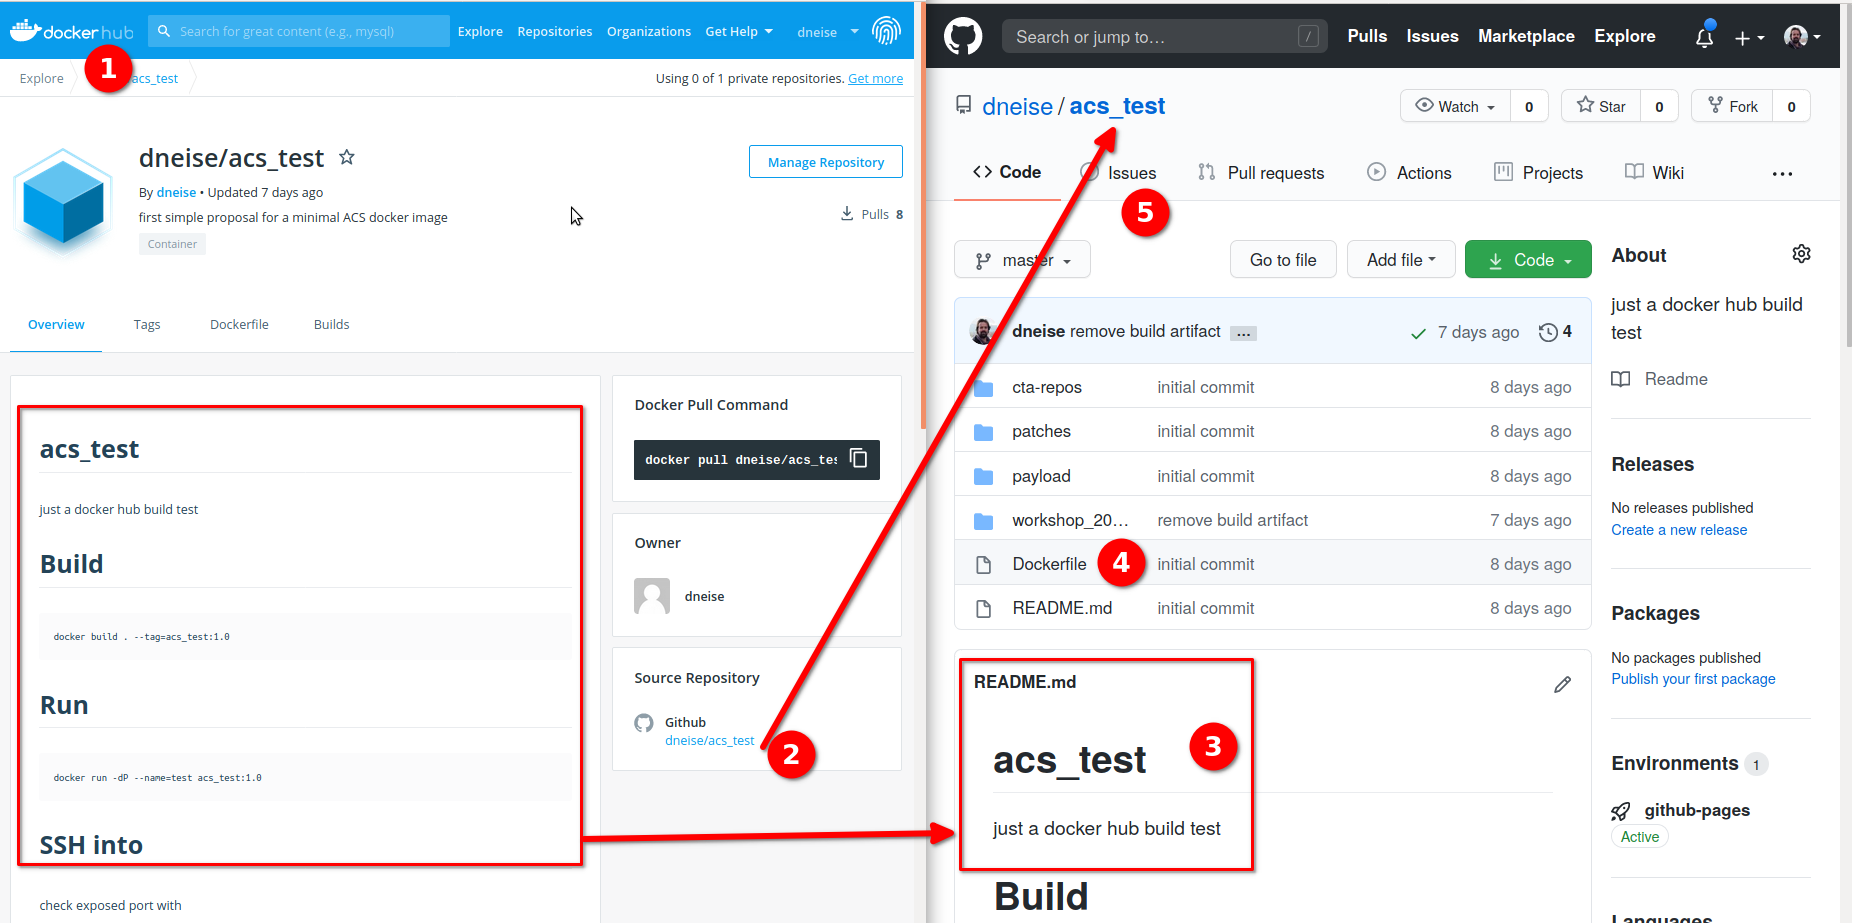 docker hub
Search for great content (e.g., mysql)
Explore
Repositories
Organizations
Get Help
dneise
1
Explore
acs_test
Using 0 of 1 private repositories. Get more
dneise/acs_test
Manage Repository
By dneise • Updated 7 days ago
first simple proposal for a minimal ACS docker image
Pulls 8
Container
Overview
Tags
Dockerfile
Builds
acs_test
just a docker hub build test
Build
docker build . --tag=acs_test:1.0
Run
docker run -dP --name=test acs_test:1.0
SSH into
check exposed port with
Docker Pull Command
docker pull dneise/acs_tes
Owner
dneise
Source Repository
Github
dneise/acs_test
2
Search or jump to…
/
Pulls
Issues
Marketplace
Explore
dneise / acs_test
Watch 0
Star 0
Fork 0
Code
Issues
Pull requests
Actions
Projects
Wiki
...
5
master
Go to file
Add file
Code
dneise remove build artifact ...
7 days ago
4
cta-repos initial commit 8 days ago
patches initial commit 8 days ago
payload initial commit 8 days ago
workshop_20… remove build artifact 7 days ago
Dockerfile 4 initial commit 8 days ago
README.md initial commit 8 days ago
README.md
3
acs_test
just a docker hub build test
Build
About
just a docker hub build
test
Readme
Releases
No releases published
Create a new release
Packages
No packages published
Publish your first package
Environments 1
github-pages
Active
Languages